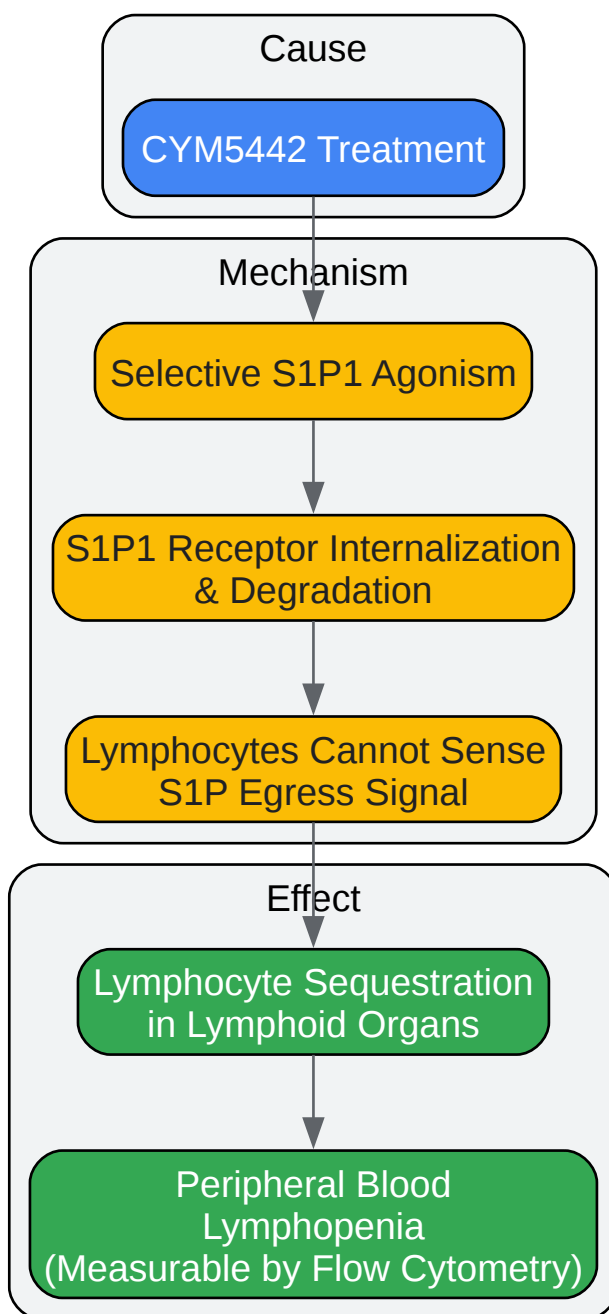 Cause
CYM5442 Treatment
Mechanism
Selective S1P1 Agonism
S1P1 Receptor Internalization
& Degradation
Lymphocytes Cannot Sense
S1P Egress Signal
Effect
Lymphocyte Sequestration
in Lymphoid Organs
Peripheral Blood
Lymphopenia
(Measurable by Flow Cytometry)